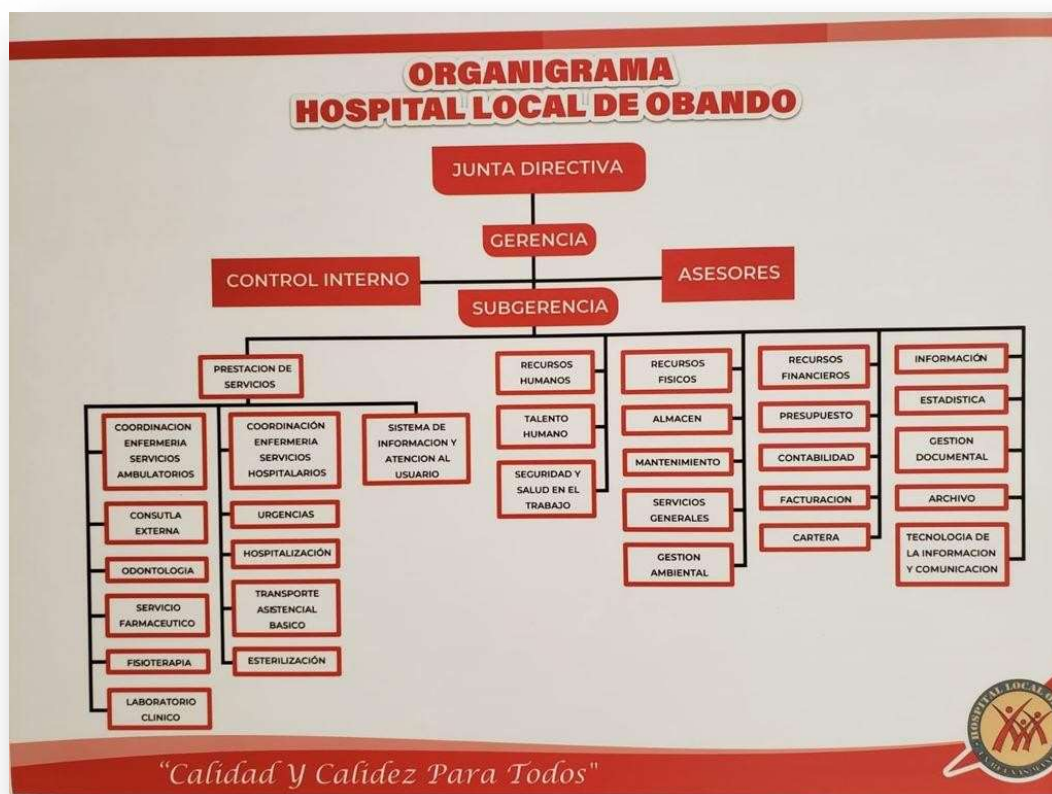 ORGANIGRAMA
HOSPITAL LOCAL DE OBANDO
JUNTA DIRECTIVA
GERENCIA
CONTROL INTERNO
ASESORES
SUBGERENCIA
PRESTACION DE
SERVICIOS
COORDINACION
ENFERMERIA
SERVICIOS
AMBULATORIOS
CONSUTLA
EXTERNA
ODONTOLOGIA
SERVICIO
FARMACEUTICO
FISIOTERAPIA
LABORATORIO
CLINICO
COORDINACIÓN
ENFERMERIA
SERVICIOS
HOSPITALARIOS
URGENCIAS
HOSPITALIZACIÓN
TRANSPORTE
ASISTENCIAL
BASICO
ESTERILIZACIÓN
SISTEMA DE
INFORMACION Y
ATENCION AL
USUARIO
RECURSOS
HUMANOS
TALENTO
HUMANO
SEGURIDAD Y
SALUD EN EL
TRABAJO
RECURSOS
FISICOS
ALMACEN
MANTENIMIENTO
SERVICIOS
GENERALES
GESTION
AMBIENTAL
RECURSOS
FINANCIEROS
PRESUPUESTO
CONTABILIDAD
FACTURACION
CARTERA
INFORMACIÓN
ESTADISTICA
GESTION
DOCUMENTAL
ARCHIVO
TECNOLOGIA DE
LA INFORMACION
Y COMUNICACION
"Calidad Y Calidez Para Todos"
HOSPITAL LOCAL